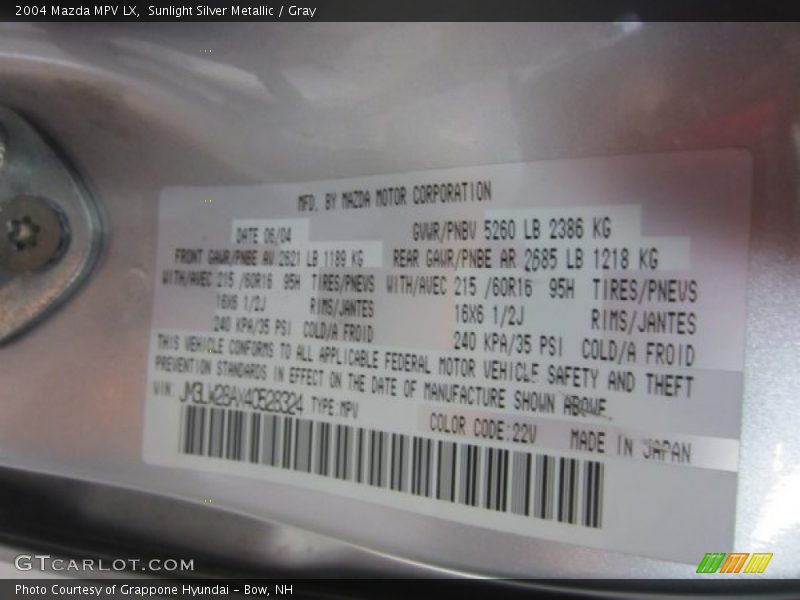 2004 Mazda MPV LX, Sunlight Silver Metallic / Gray
MFD. BY MAZDA MOTOR CORPORATION
DATE 06/04 GVWR/PNBV 5260 LB 2386 KG
FRONT GAWR/PNBE AV 2621 LB 1189 KG REAR GAWR/PNBE AR 2685 LB 1218 KG
WITH/AVEC 215 /60R16 95H TIRES/PNEUS WITH/AVEC 215 /60R16 95H TIRES/PNEUS
16X6 1/2J RIMS/JANTES 16X6 1/2J RIMS/JANTES
240 KPA/35 PSI COLD/A FROID 240 KPA/35 PSI COLD/A FROID
THIS VEHICLE CONFORMS TO ALL APPLICABLE FEDERAL MOTOR VEHICLE SAFETY AND THEFT
PREVENTION STANDARDS IN EFFECT ON THE DATE OF MANUFACTURE SHOWN ABOVE.
VIN: JM3LW28AX40528324 TYPE:MPV
COLOR CODE:22V MADE IN JAPAN
GTCARLOT.COM
Photo Courtesy of Grappone Hyundai - Bow, NH